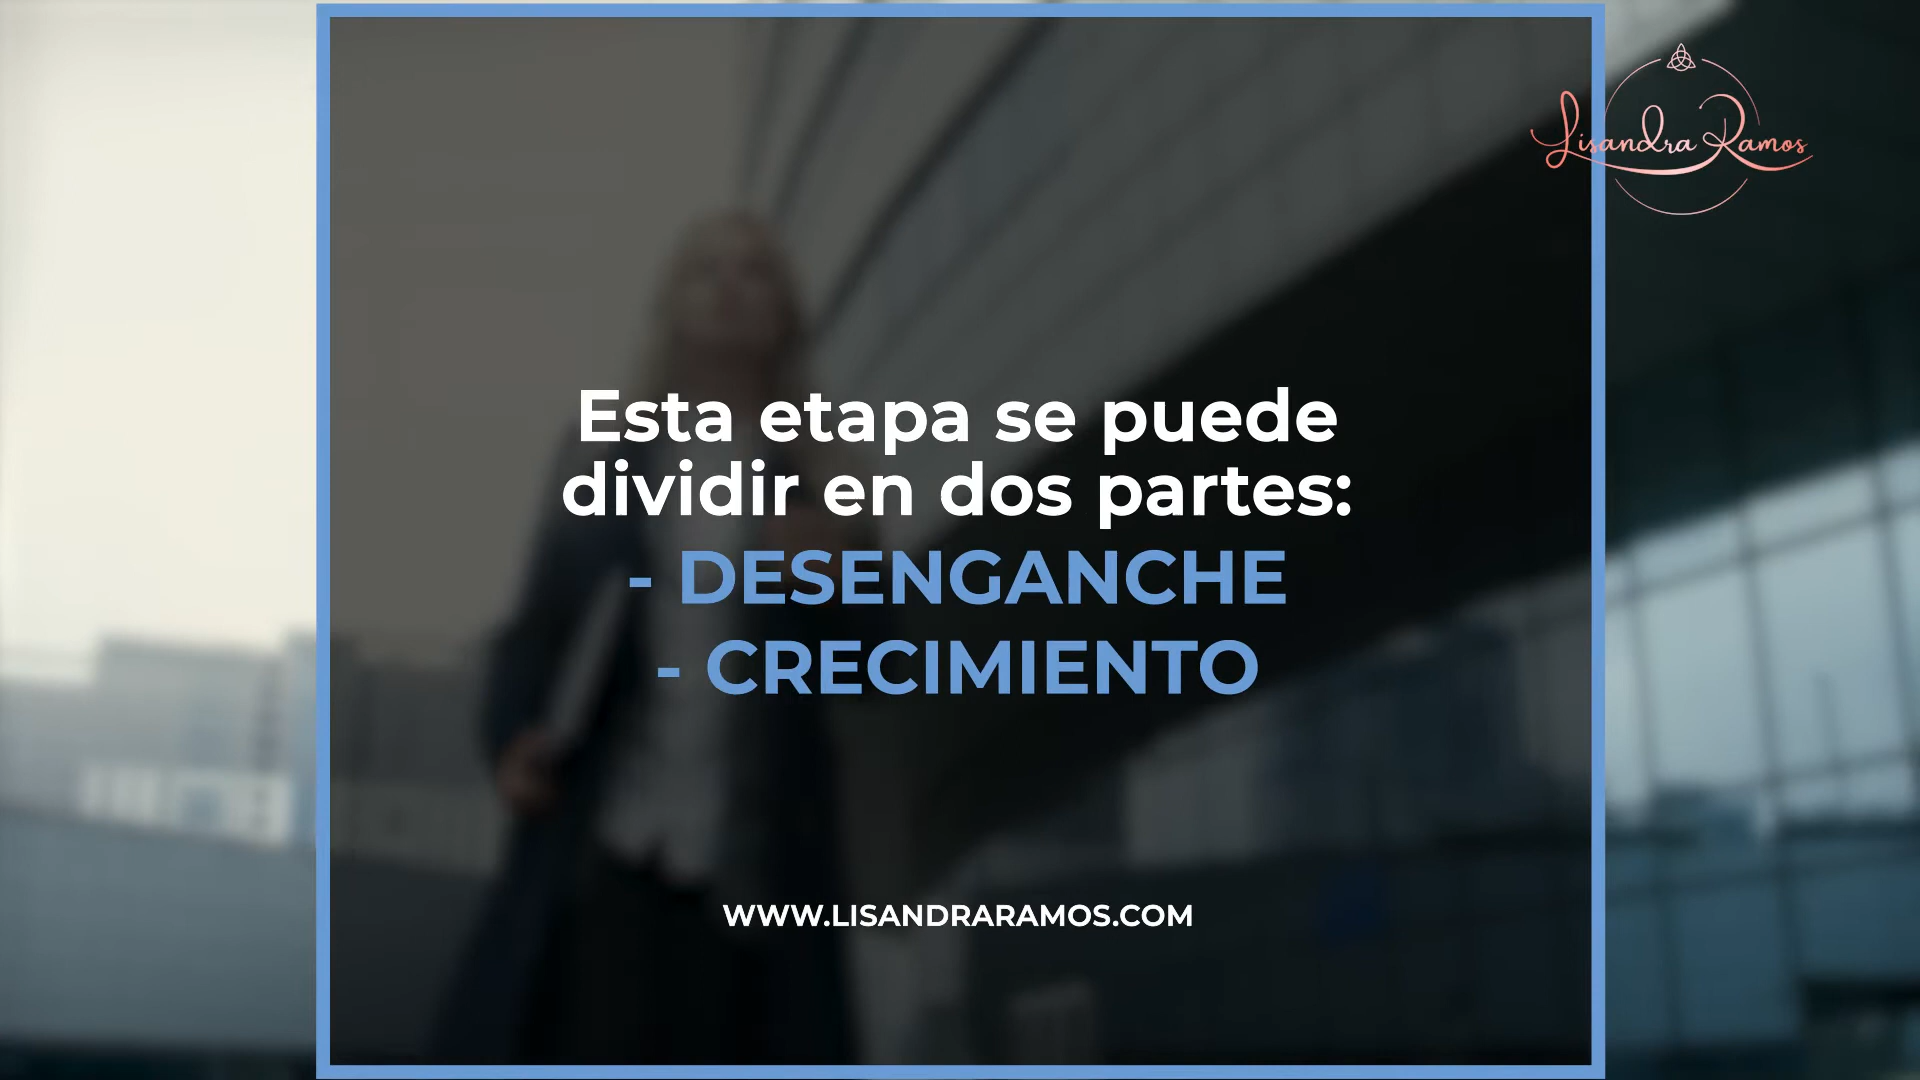 Lisandra Ramos
Esta etapa se puede
dividir en dos partes:
- DESENGANCHE
- CRECIMIENTO
WWW.LISANDRARAMOS.COM